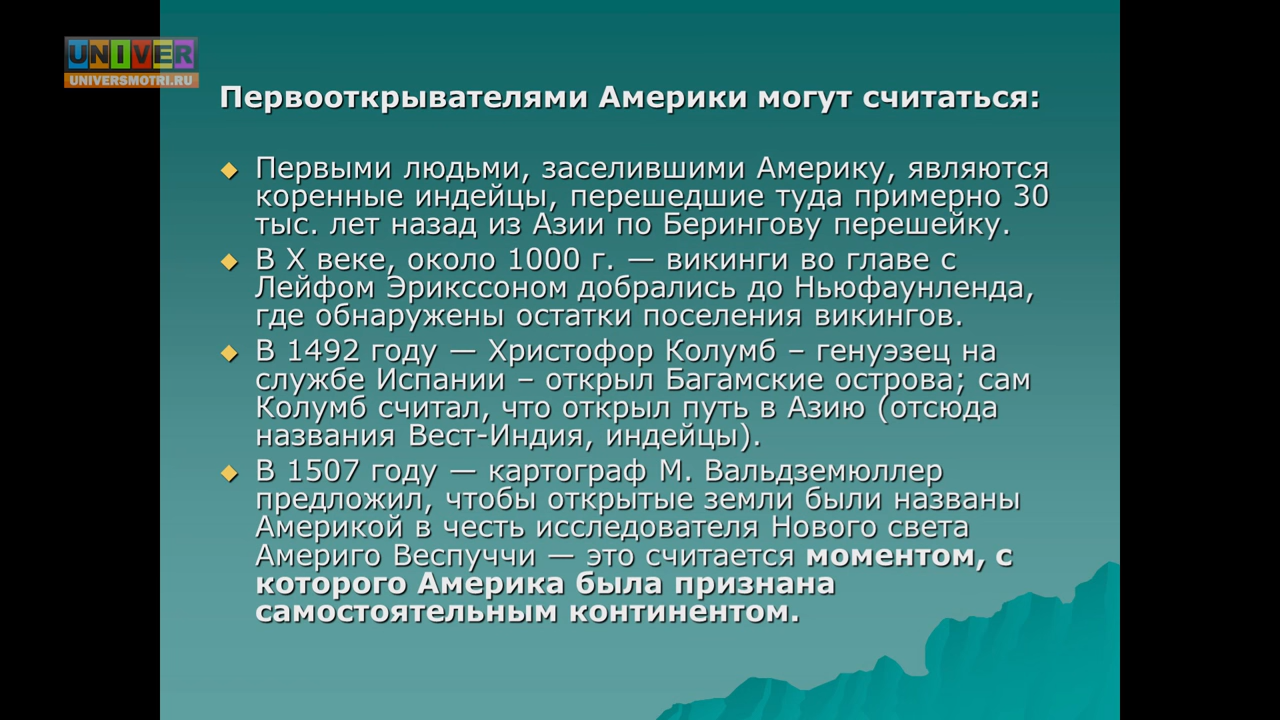 UNIVER
UNIVERSMOTRI.RU
Первооткрывателями Америки могут считаться:
Первыми людьми, заселившими Америку, являются
коренные индейцы, перешедшие туда примерно 30
тыс. лет назад из Азии по Берингову перешейку.
В X веке, около 1000 г. — викинги во главе с
Лейфом Эрикссоном добрались до Ньюфаунленда,
где обнаружены остатки поселения викингов.
В 1492 году — Христофор Колумб – генуэзец на
службе Испании – открыл Багамские острова; сам
Колумб считал, что открыл путь в Азию (отсюда
названия Вест-Индия, индейцы).
В 1507 году — картограф М. Вальдземюллер
предложил, чтобы открытые земли были названы
Америкой в честь исследователя Нового света
Америго Веспуччи — это считается моментом, с
которого Америка была признана
самостоятельным континентом.